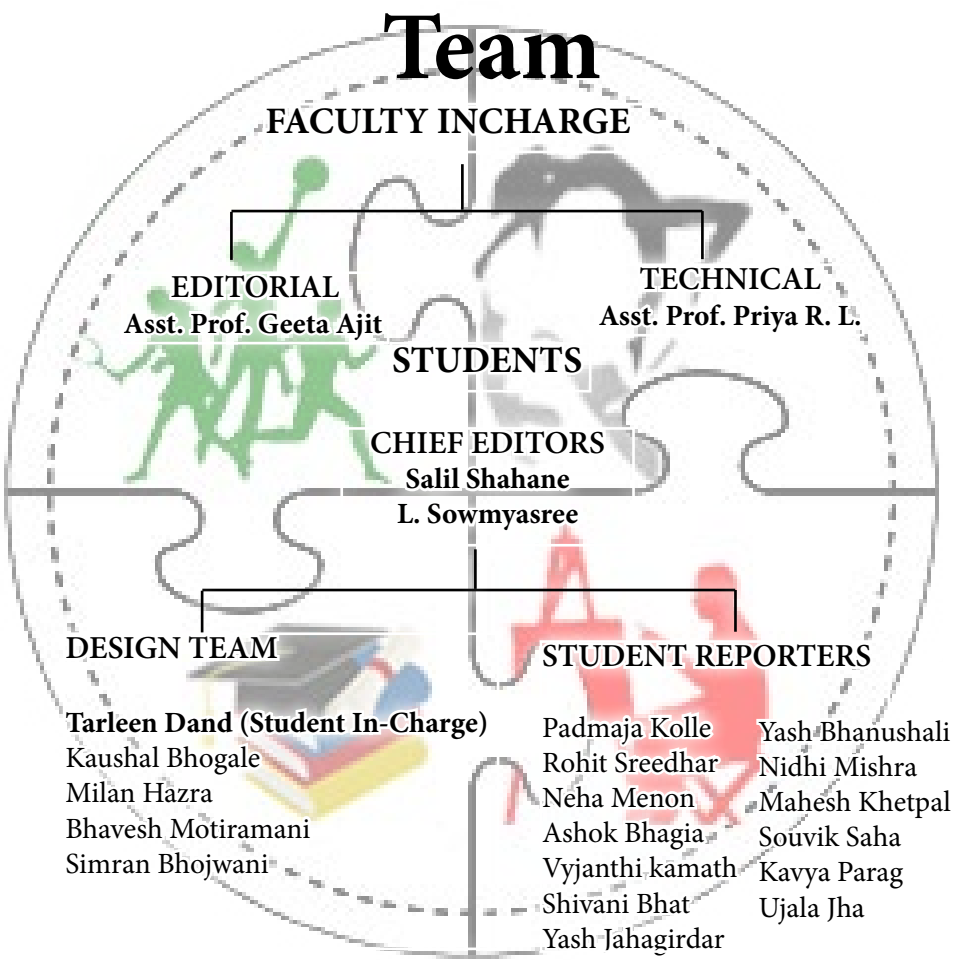 Team
FACULTY INCHARGE
EDITORIAL
Asst. Prof. Geeta Ajit
TECHNICAL
Asst. Prof. Priya R. L.
STUDENTS
CHIEF EDITORS
Salil Shahane
L. Sowmyasree
DESIGN TEAM
Tarleen Dand (Student In-Charge)
Kaushal Bhogale
Milan Hazra
Bhavesh Motiramani
Simran Bhojwani
STUDENT REPORTERS
Padmaja Kolle
Rohit Sreedhar
Neha Menon
Ashok Bhagia
Vyjanthi kamath
Shivani Bhat
Yash Jahagirdar
Yash Bhanushali
Nidhi Mishra
Mahesh Khetpal
Souvik Saha
Kavya Parag
Ujala Jha